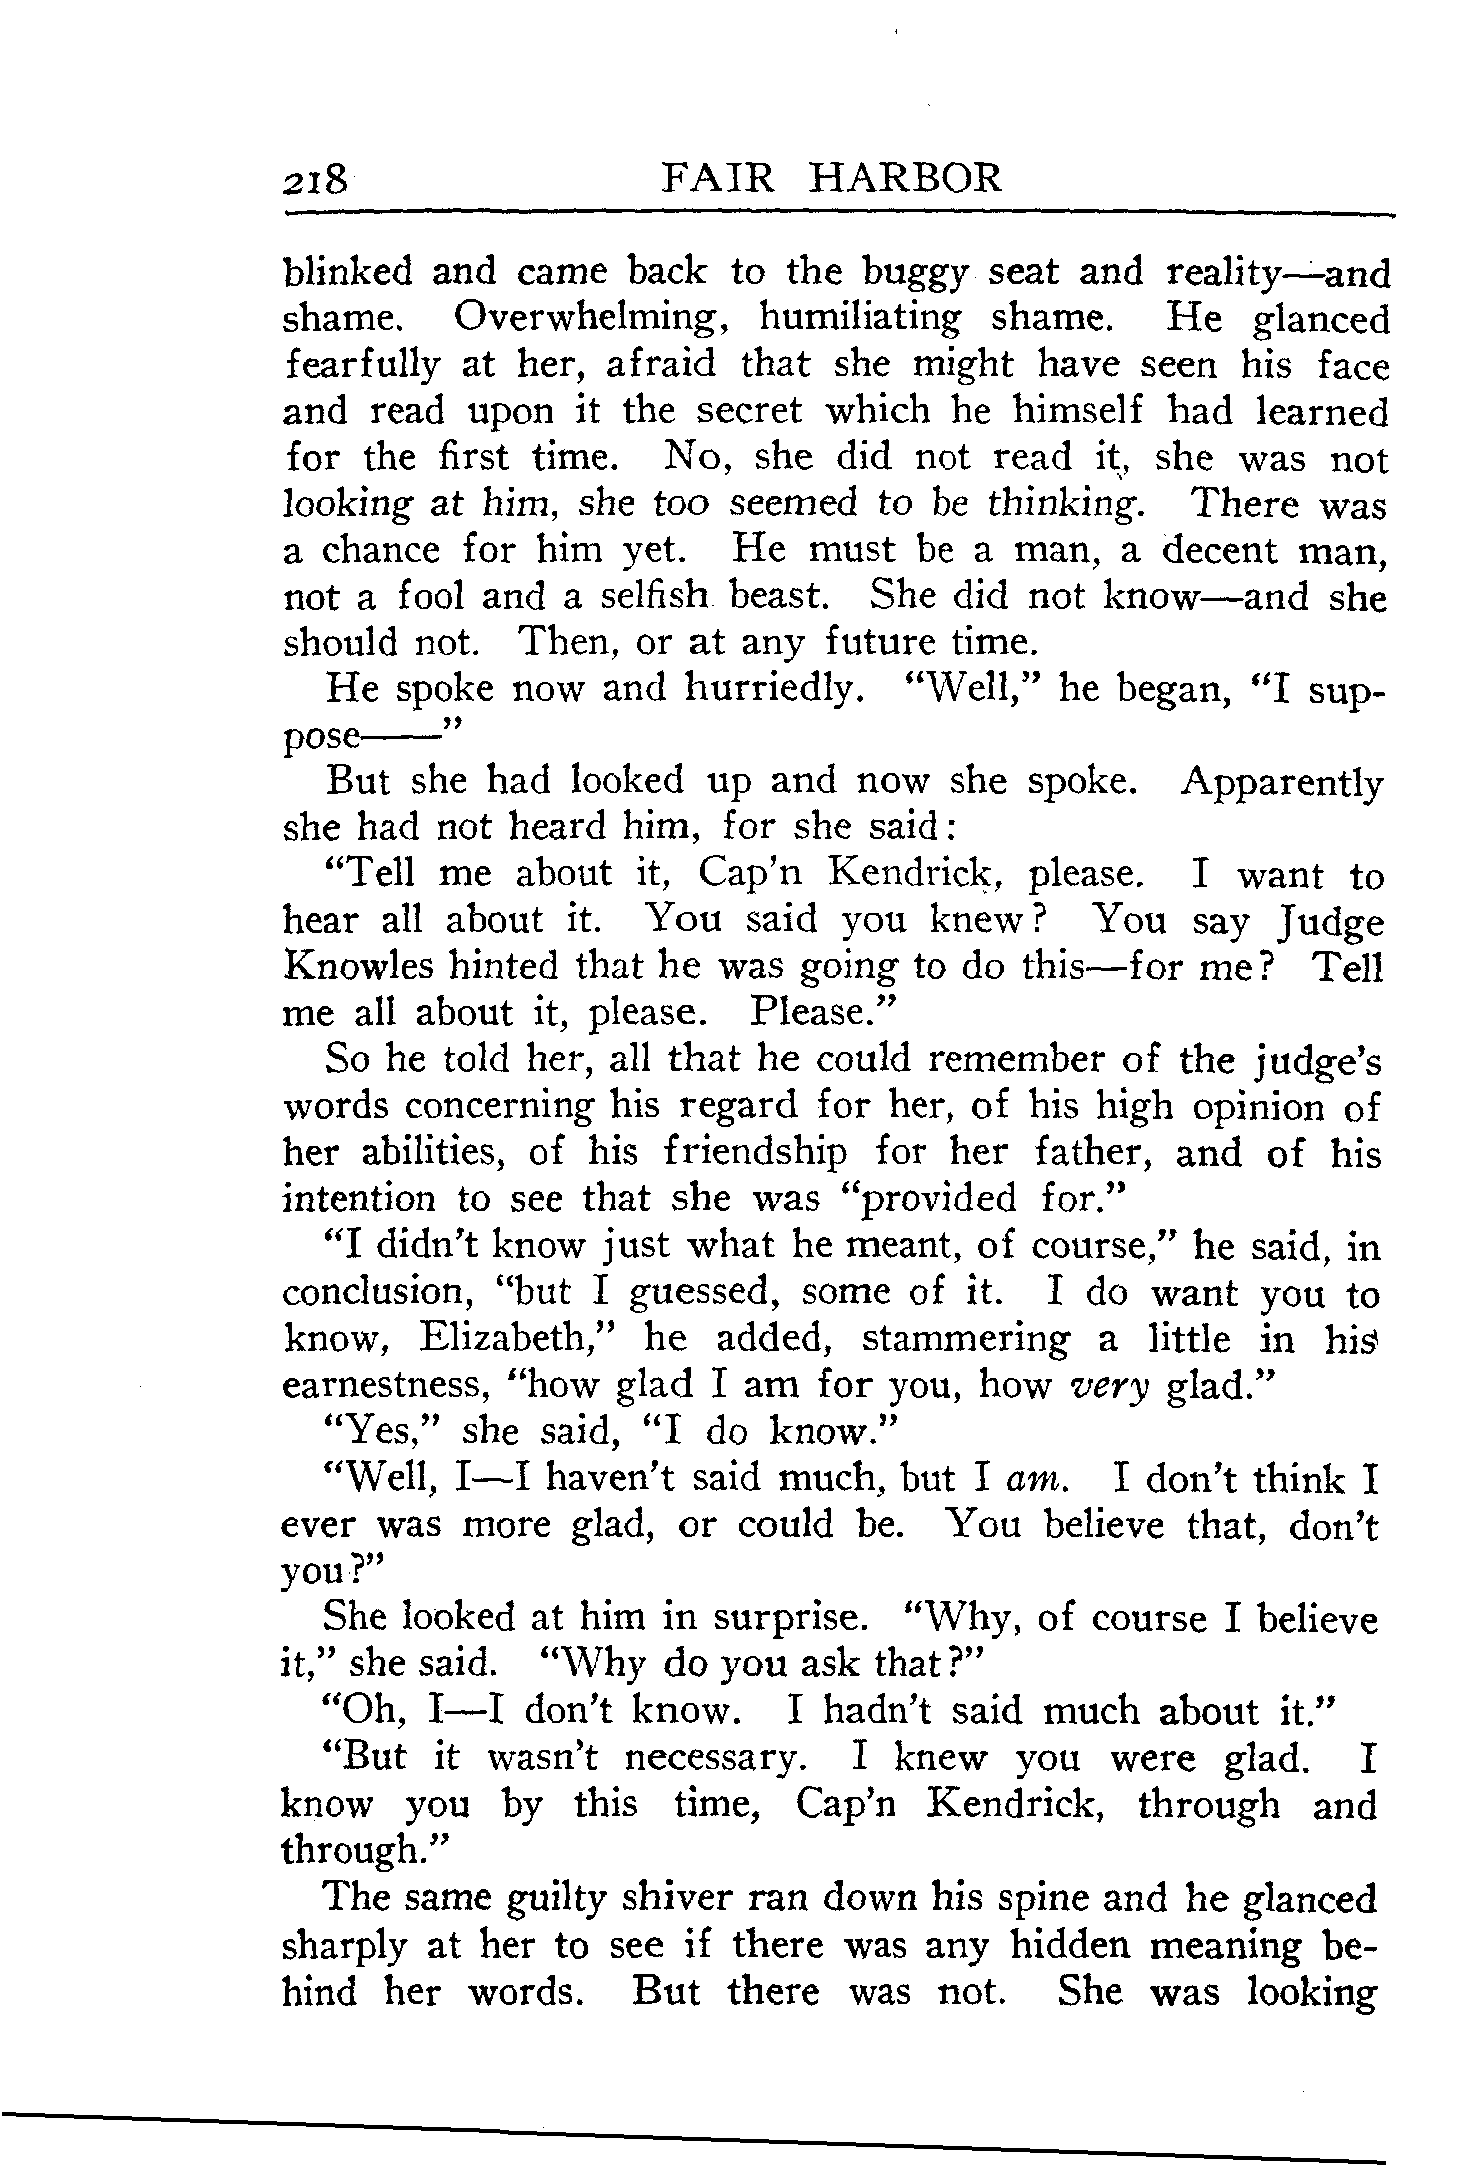 218 FAIR HARBOR
blinked and came back to the buggy seat and reality—and
shame. Overwhelming, humiliating shame. He glanced
fearfully at her, afraid that she might have seen his face
and read upon it the secret which he himself had learned
for the first time. No, she did not read it, she was not
looking at him, she too seemed to be thinking. There was
a chance for him yet. He must be a man, a decent man,
not a fool and a selfish beast. She did not know—and she
should not. Then, or at any future time.
He spoke now and hurriedly. “Well,” he began, “I sup-
pose——”
But she had looked up and now she spoke. Apparently
she had not heard him, for she said:
“Tell me about it, Cap’n Kendrick, please. I want to
hear all about it. You said you knew? You say Judge
Knowles hinted that he was going to do this—for me? Tell
me all about it, please. Please.”
So he told her, all that he could remember of the judge’s
words concerning his regard for her, of his high opinion of
her abilities, of his friendship for her father, and of his
intention to see that she was “provided for.”
“I didn’t know just what he meant, of course,” he said, in
conclusion, “but I guessed, some of it. I do want you to
know, Elizabeth,” he added, stammering a little in his
earnestness, “how glad I am for you, how very glad.”
“Yes,” she said, “I do know.”
“Well, I—I haven’t said much, but I am. I don’t think I
ever was more glad, or could be. You believe that, don’t
you?”
She looked at him in surprise. “Why, of course I believe
it,” she said. “Why do you ask that?”
“Oh, I—I don’t know. I hadn’t said much about it.”
“But it wasn’t necessary. I knew you were glad. I
know you by this time, Cap’n Kendrick, through and
through.”
The same guilty shiver ran down his spine and he glanced
sharply at her to see if there was any hidden meaning be-
hind her words. But there was not. She was looking